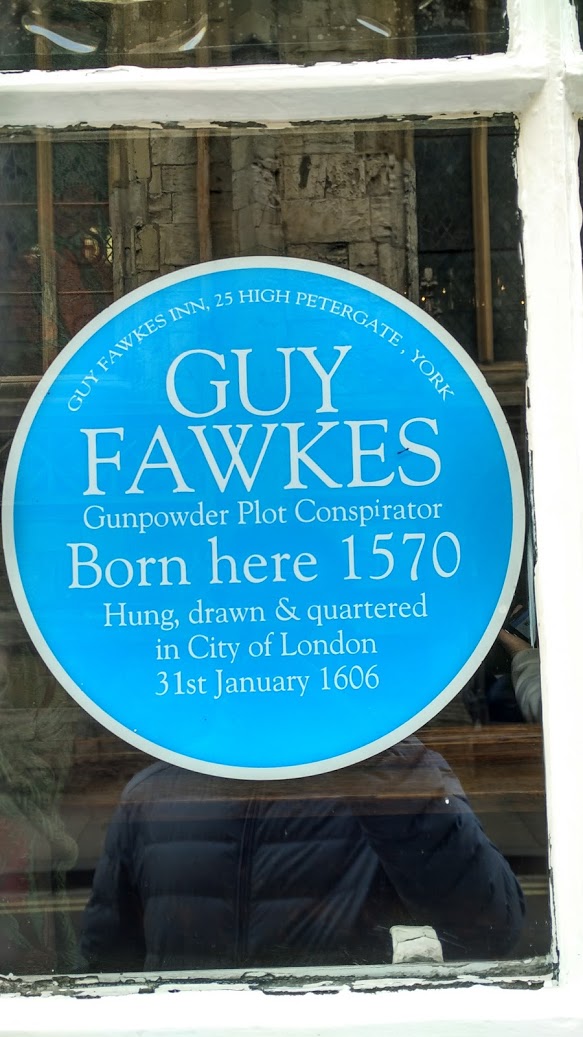 GUY FAWKES INN, 25 HIGH PETERGATE, YORK
GUY
FAWKES
Gunpowder Plot Conspirator
Born here 1570
Hung, drawn & quartered
in City of London
31st January 1606